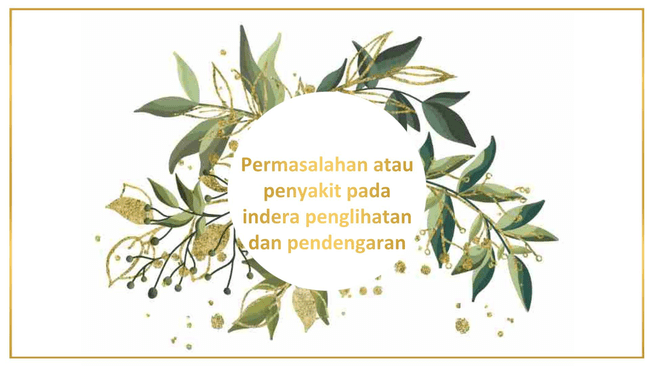 Permasalahan atau
penyakit pada
indera penglihatan
dan pendengaran